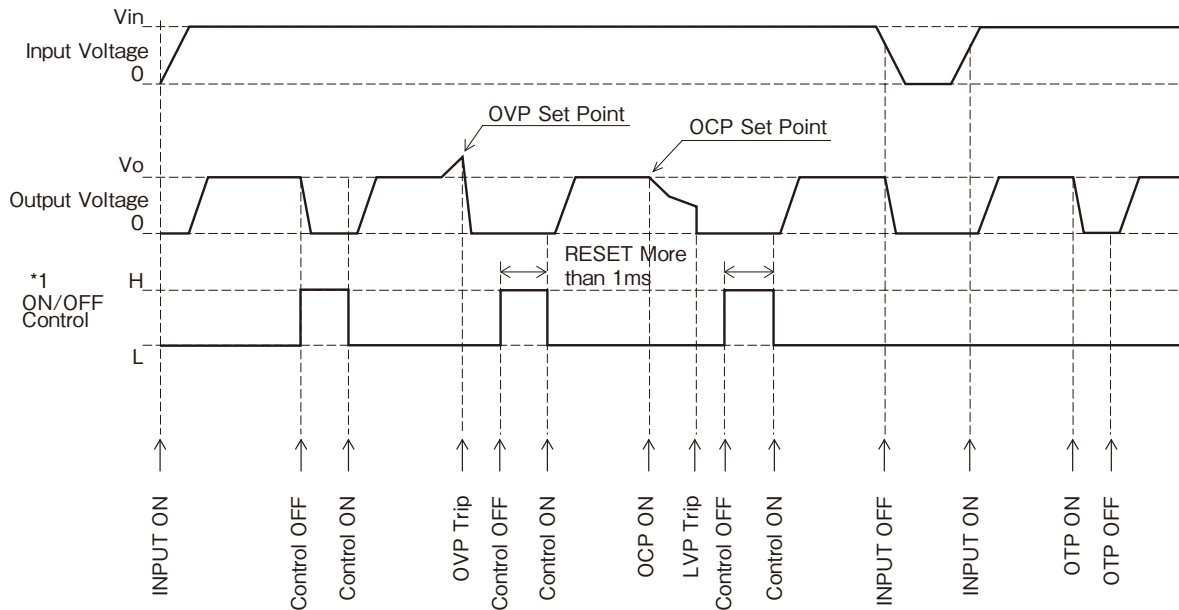 Vin
Input Voltage
0
OVP Set Point
OCP Set Point
Vo
Output Voltage
0
RESET More
than 1ms
*1
ON/OFF
Control
H
L
INPUT ON
Control OFF
Control ON
OVP Trip
Control OFF
Control ON
OCP ON
LVP Trip
Control OFF
Control ON
INPUT OFF
INPUT ON
OTP ON
OTP OFF